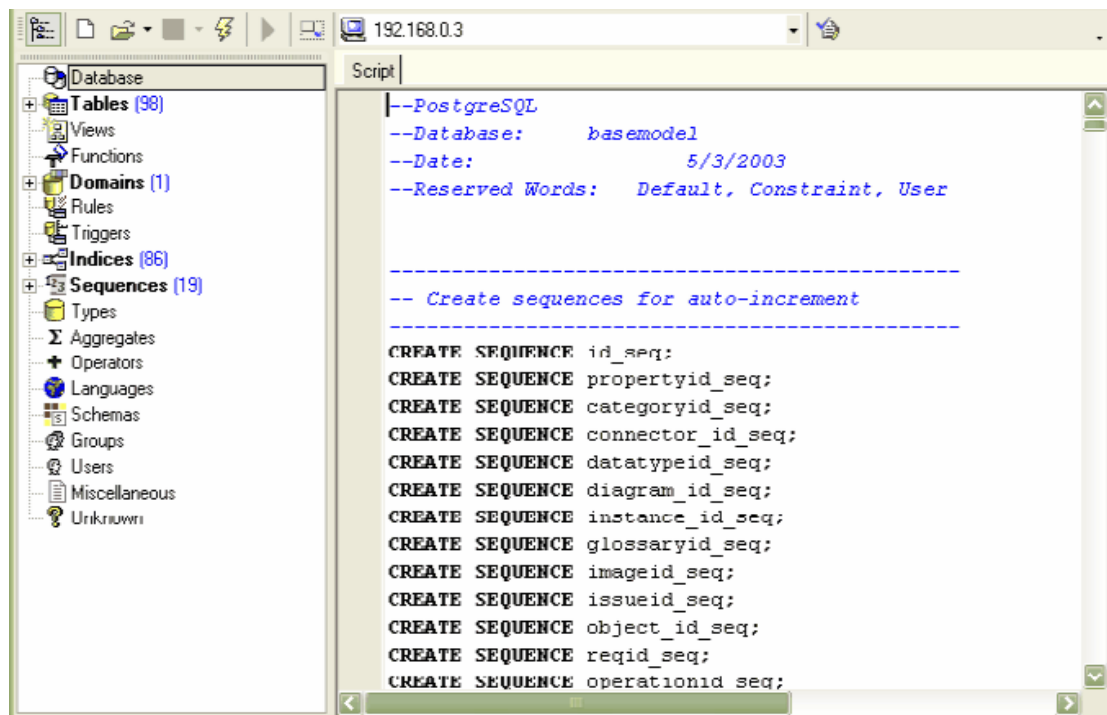 192.168.0.3
Database
Tables (98)
Views
Functions
Domains (1)
Rules
Triggers
Indices (86)
Sequences (19)
Types
Aggregates
Operators
Languages
Schemas
Groups
Users
Miscellaneous
Unknown
Script
--PostgreSQL
--Database: basemodel
--Date: 5/3/2003
--Reserved Words: Default, Constraint, User
----------------------------------------------
-- Create sequences for auto-increment
----------------------------------------------
CREATE SEQUENCE id_seq;
CREATE SEQUENCE propertyid_seq;
CREATE SEQUENCE categoryid_seq;
CREATE SEQUENCE connector_id_seq;
CREATE SEQUENCE datatypeid_seq;
CREATE SEQUENCE diagram_id_seq;
CREATE SEQUENCE instance_id_seq;
CREATE SEQUENCE glossaryid_seq;
CREATE SEQUENCE imageid_seq;
CREATE SEQUENCE issueid_seq;
CREATE SEQUENCE object_id_seq;
CREATE SEQUENCE reqid_seq;
CREATE SEQUENCE operationid_seq;